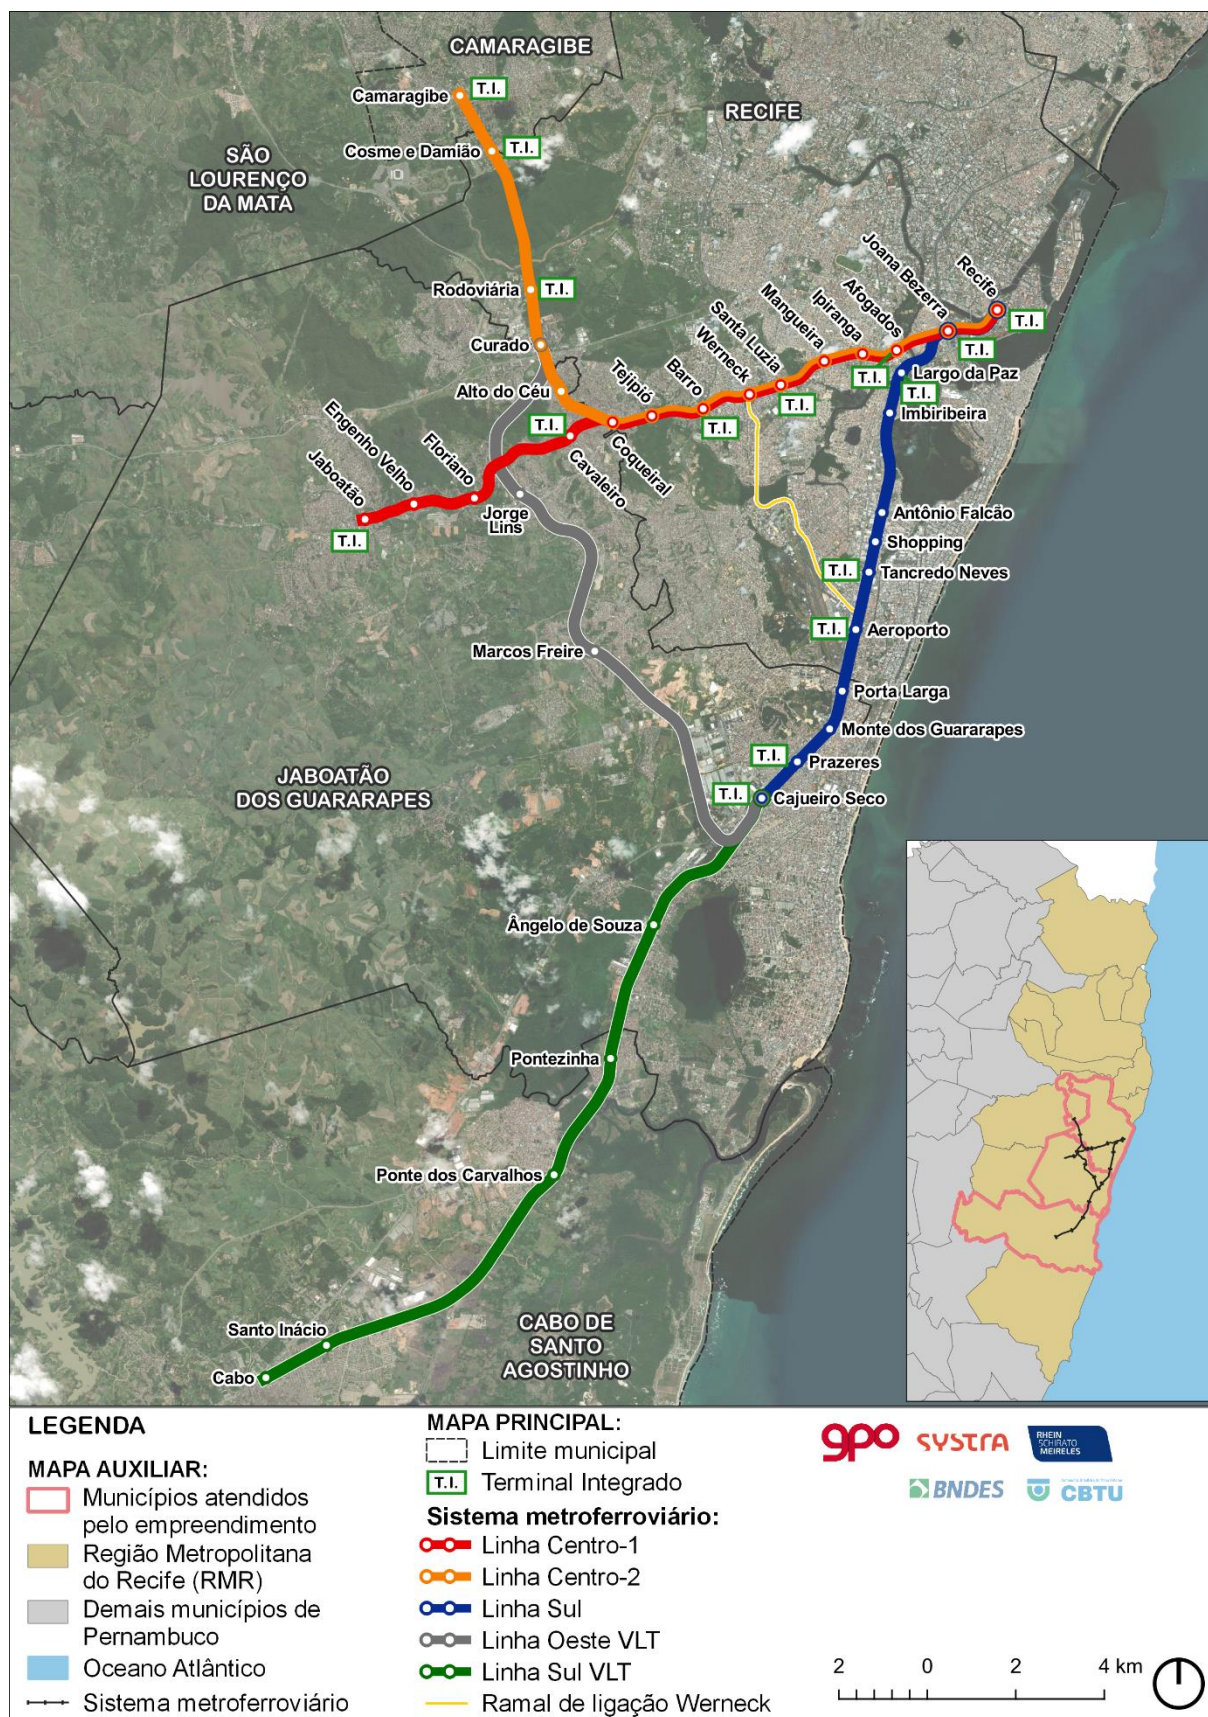 CAMARAGIBE
T.I.
Camaragibe
RECIFE
Cosme e Damião
T.I.
SÃO
LOURENÇO
DA MATA
Rodoviária
T.I.
Recife
Joana Bezerra
Afogados
Ipiranga
Mangueira
Santa Luzia
Werneck
Barro
Tejipió
T.I.
T.I.
T.I.
T.I.
T.I.
T.I.
Curado
Largo da Paz
Alto do Céu
Imbiribeira
T.I.
Coqueiral
Cavaleiro
Floriano
Engenho Velho
Jaboatão
T.I.
Jorge
Lins
Antônio Falcão
Shopping
T.I.
Tancredo Neves
T.I.
Aeroporto
Marcos Freire
Porta Larga
Monte dos Guararapes
T.I.
Prazeres
JABOATÃO
DOS GUARARAPES
T.I.
Cajueiro Seco
Ângelo de Souza
Pontezinha
Ponte dos Carvalhos
Santo Inácio
Cabo
CABO DE
SANTO
AGOSTINHO
LEGENDA
MAPA AUXILIAR:
Municípios atendidos
pelo empreendimento
Região Metropolitana
do Recife (RMR)
Demais municípios de
Pernambuco
Oceano Atlântico
Sistema metroferroviário
MAPA PRINCIPAL:
Limite municipal
T.I. Terminal Integrado
Sistema metroferroviário:
Linha Centro-1
Linha Centro-2
Linha Sul
Linha Oeste VLT
Linha Sul VLT
Ramal de ligação Werneck
gpo
SYSTRA
RHEIN
SCHIRATO
MEIRELES
BNDES
CBTU
2 0 2 4 km